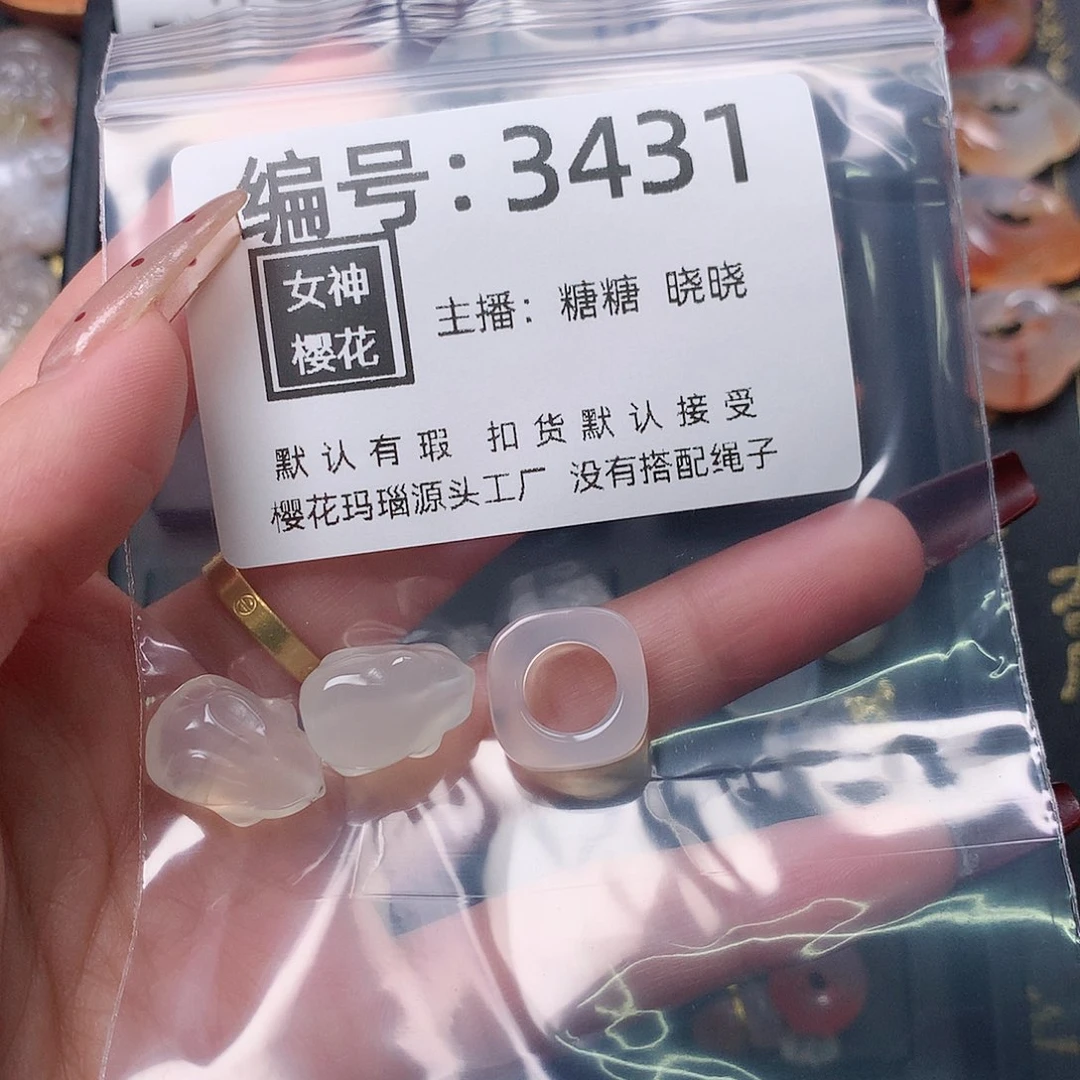 编号:3431
女神
樱花
主播: 糖糖 晓晓
默认有瑕 扣货默认接受
樱花玛瑙源头工厂 没有搭配绳子